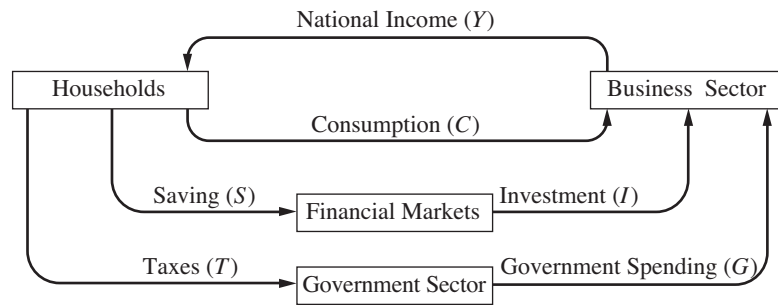 National Income (Y)
Households
Business Sector
Consumption (C)
Saving (S)
Financial Markets
Investment (I)
Taxes (T)
Government Sector
Government Spending (G)